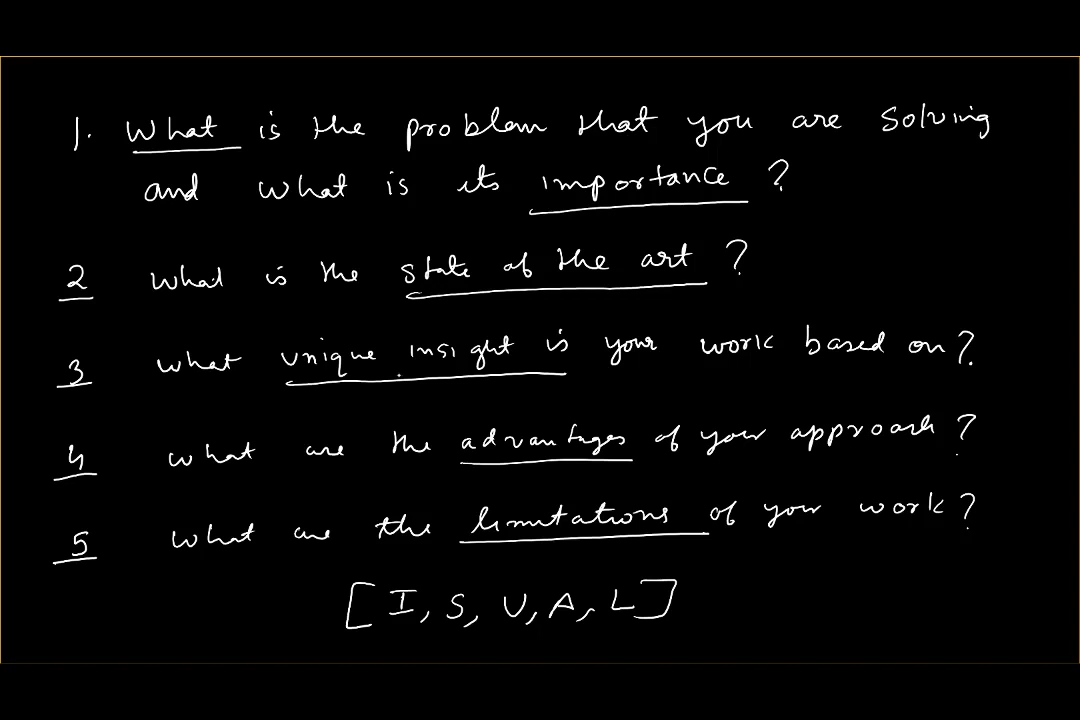 1. What is the problem that you are solving
and what is its importance ?
2 What is the state of the art ?
3 What unique insight is your work based on ?
4 What are the advantages of your approach ?
5 What are the limitations of your work ?
[ I, S, U, A, L ]